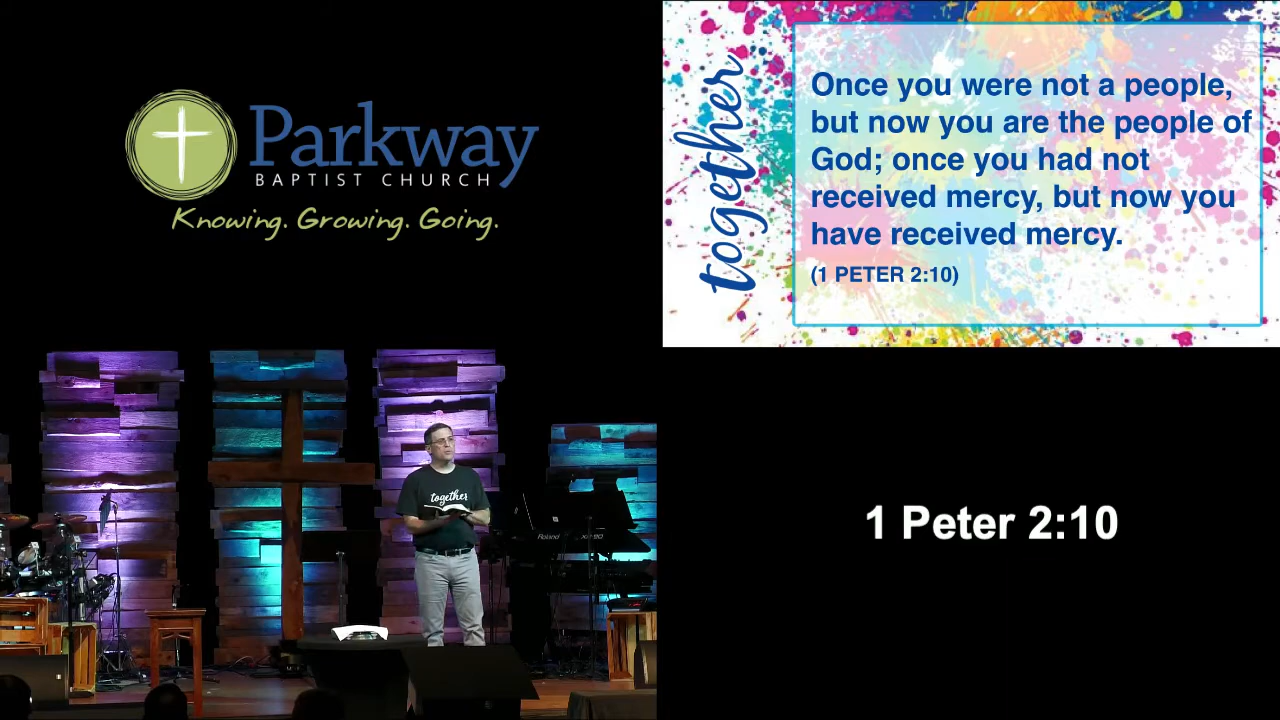 Parkway
BAPTIST CHURCH
Knowing. Growing. Going.
together
Once you were not a people,
but now you are the people of
God; once you had not
received mercy, but now you
have received mercy.
(1 PETER 2:10)
together
Roland
1 Peter 2:10